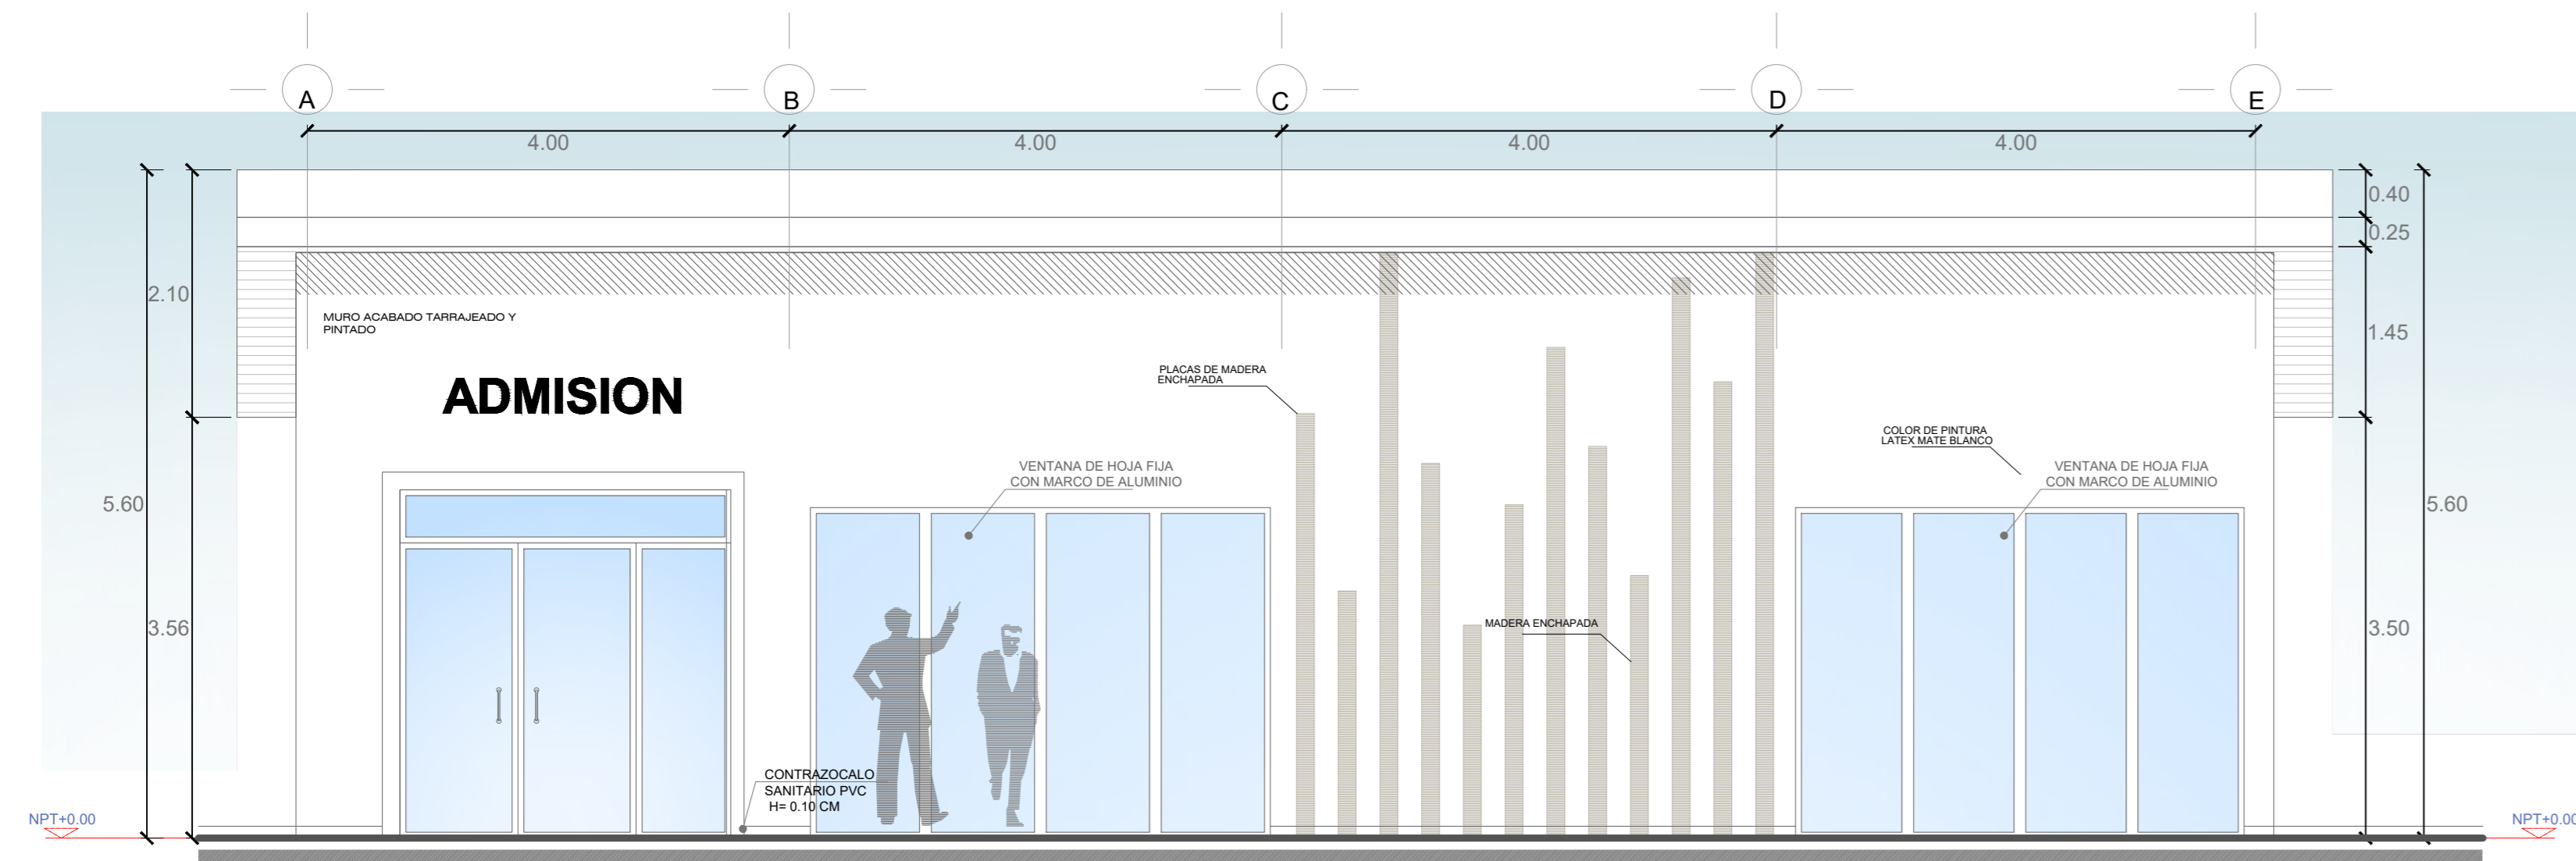 A
B
C
D
E
4.00
4.00
4.00
4.00
0.40
0.25
2.10
1.45
MURO ACABADO TARRAJEADO Y
PINTADO
PLACAS DE MADERA
ENCHAPADA
ADMISION
COLOR DE PINTURA
LATEX MATE BLANCO
VENTANA DE HOJA FIJA
CON MARCO DE ALUMINIO
VENTANA DE HOJA FIJA
CON MARCO DE ALUMINIO
5.60
5.60
3.56
MADERA ENCHAPADA
3.50
CONTRAZOCALO
SANITARIO PVC
H= 0.10 CM
NPT+0.00
NPT+0.00